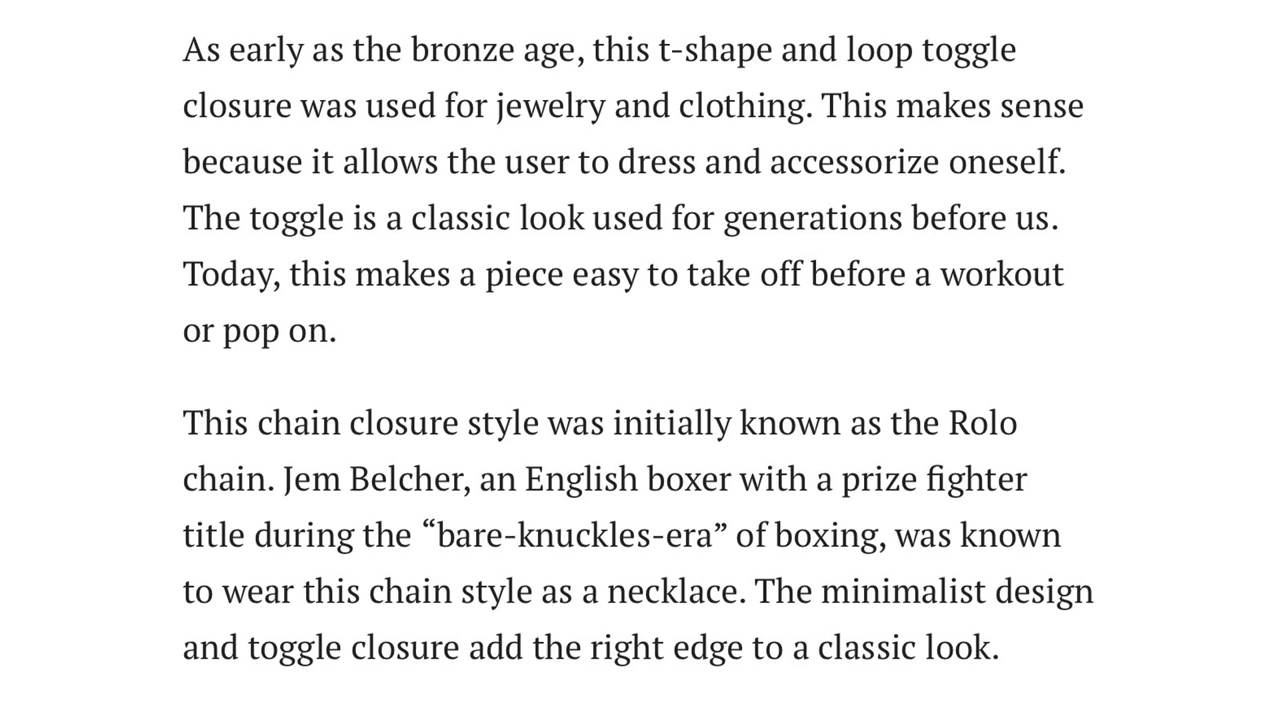 As early as the bronze age, this t-shape and loop toggle
closure was used for jewelry and clothing. This makes sense
because it allows the user to dress and accessorize oneself.
The toggle is a classic look used for generations before us.
Today, this makes a piece easy to take off before a workout
or pop on.
This chain closure style was initially known as the Rolo
chain. Jem Belcher, an English boxer with a prize fighter
title during the “bare-knuckles-era” of boxing, was known
to wear this chain style as a necklace. The minimalist design
and toggle closure add the right edge to a classic look.